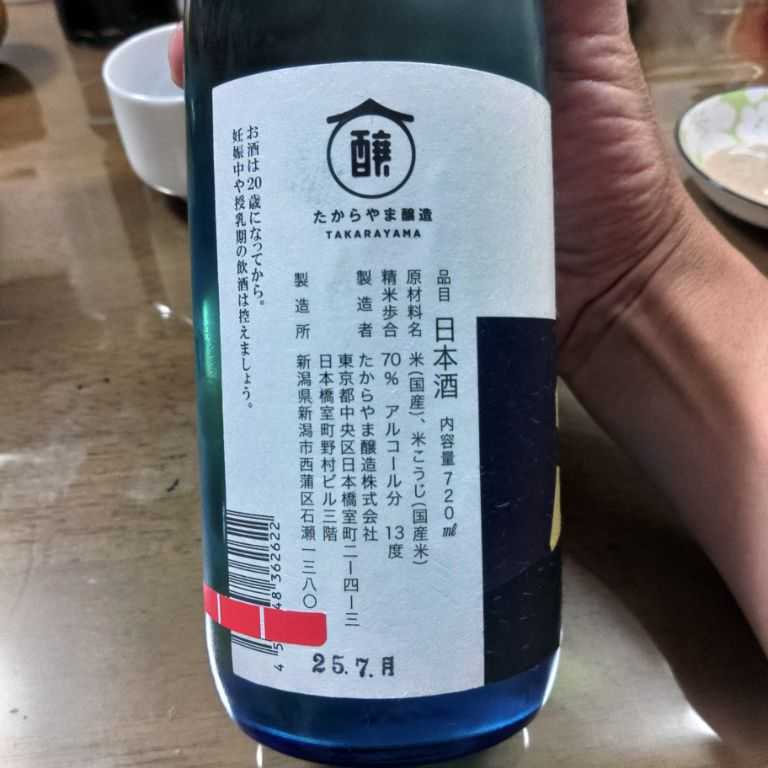 醸
たからやま醸造
TAKARAYAMA
品目 日本酒 内容量 720㎖
原材料名 米(国産)、米こうじ(国産米)
精米歩合 70% アルコール分 13度
製造者 たからやま醸造株式会社
東京都中央区日本橋室町二ー四ー三
日本橋室町野村ビル三階
製造所 新潟県新潟市西蒲区石瀬一三八〇
お酒は20歳になってから。
妊娠中や授乳期の飲酒は控えましょう。
25.7.月